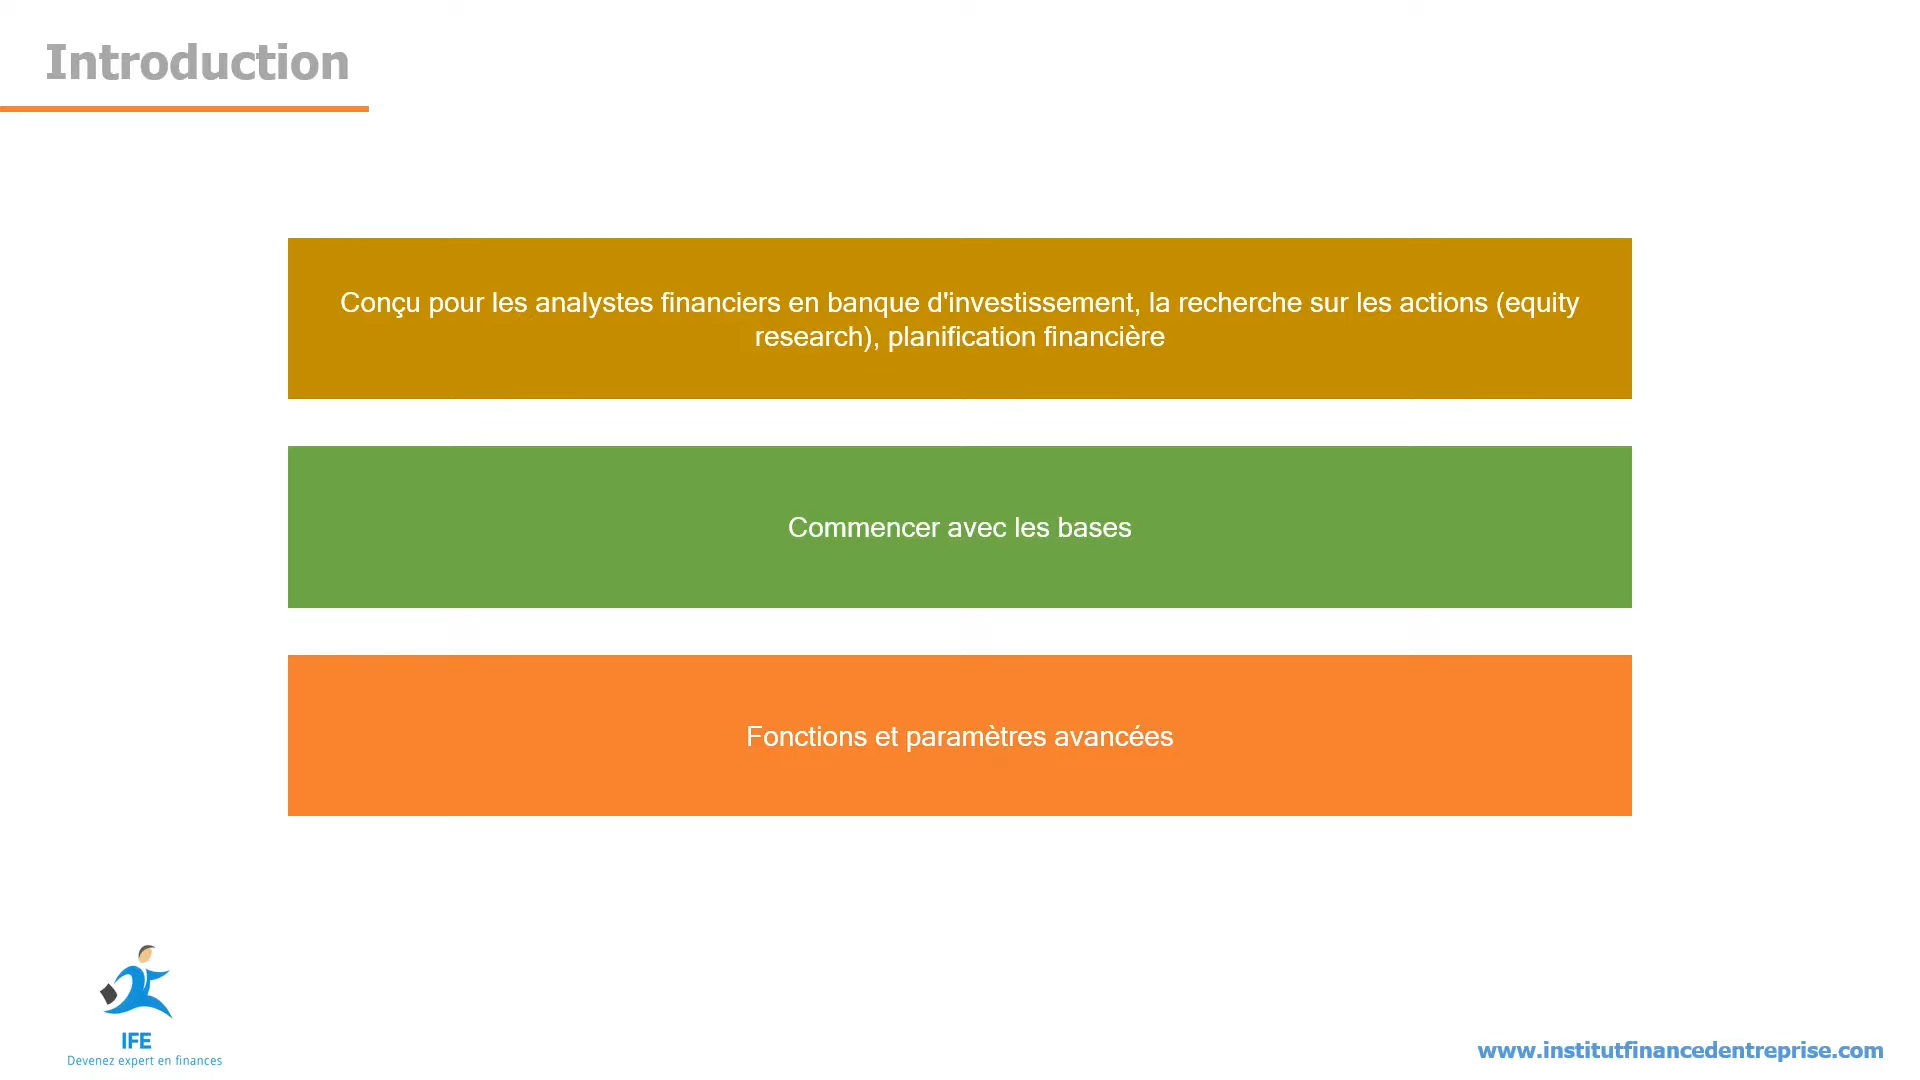 Introduction
Conçu pour les analystes financiers en banque d'investissement, la recherche sur les actions (equity
research), planification financière
Commencer avec les bases
Fonctions et paramètres avancées
IFE
Devenez expert en finances
www.institutfinancedentreprise.com